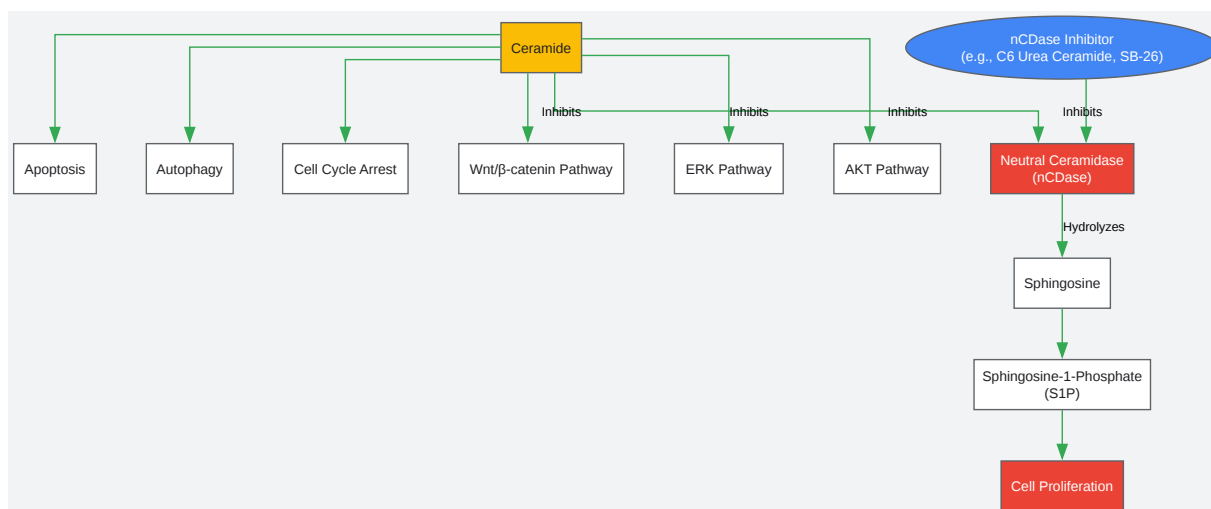 Ceramide
nCDase Inhibitor
(e.g., C6 Urea Ceramide, SB-26)
Inhibits
Inhibits
Inhibits
Inhibits
Apoptosis
Autophagy
Cell Cycle Arrest
Wnt/β-catenin Pathway
ERK Pathway
AKT Pathway
Neutral Ceramidase
(nCDase)
Hydrolyzes
Sphingosine
Sphingosine-1-Phosphate
(S1P)
Cell Proliferation